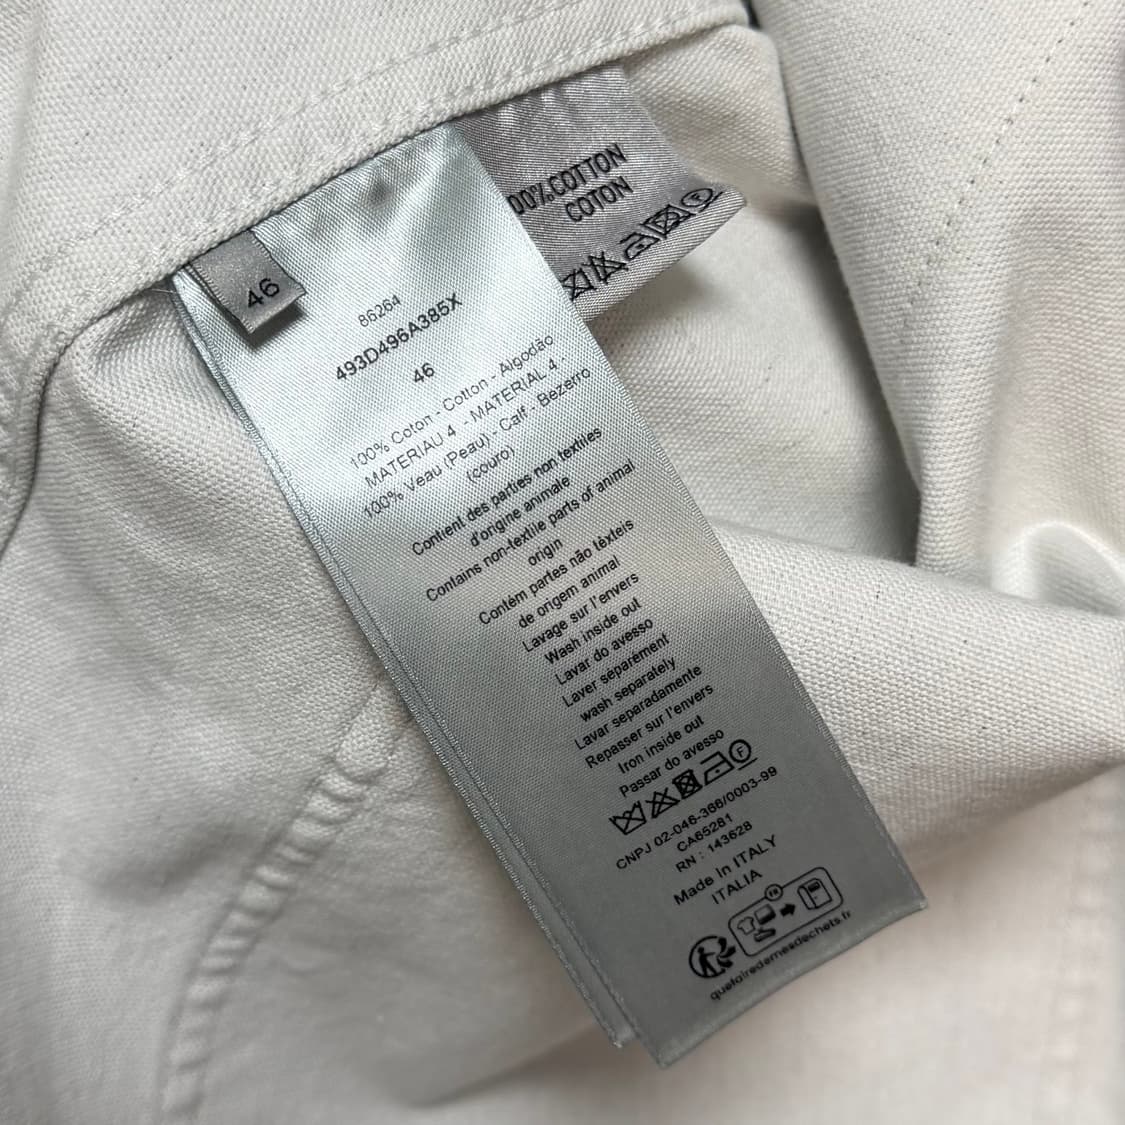 00%COTTON
COTON
46
86264
493D496A385X
46
100% Coton - Cotton - Algodão
MATERIAU 4 - MATERIAL 4 -
100% Veau (Peau) - Calf - Bezerro
(couro)
Contient des parties non textiles
d'origine animale
Contains non-textile parts of animal
origin
Contém partes não têxteis
de origem animal
Lavage sur l'envers
Wash inside out
Lavar do avesso
Laver séparément
wash separately
Lavar separadamente
Repasser sur l'envers
Iron inside out
Passar do avesso
F
CNPJ 02-046-368/0003-99
CA65281
RN : 143628
Made in ITALY
ITALIA
FR
quefairedemesdechets.fr